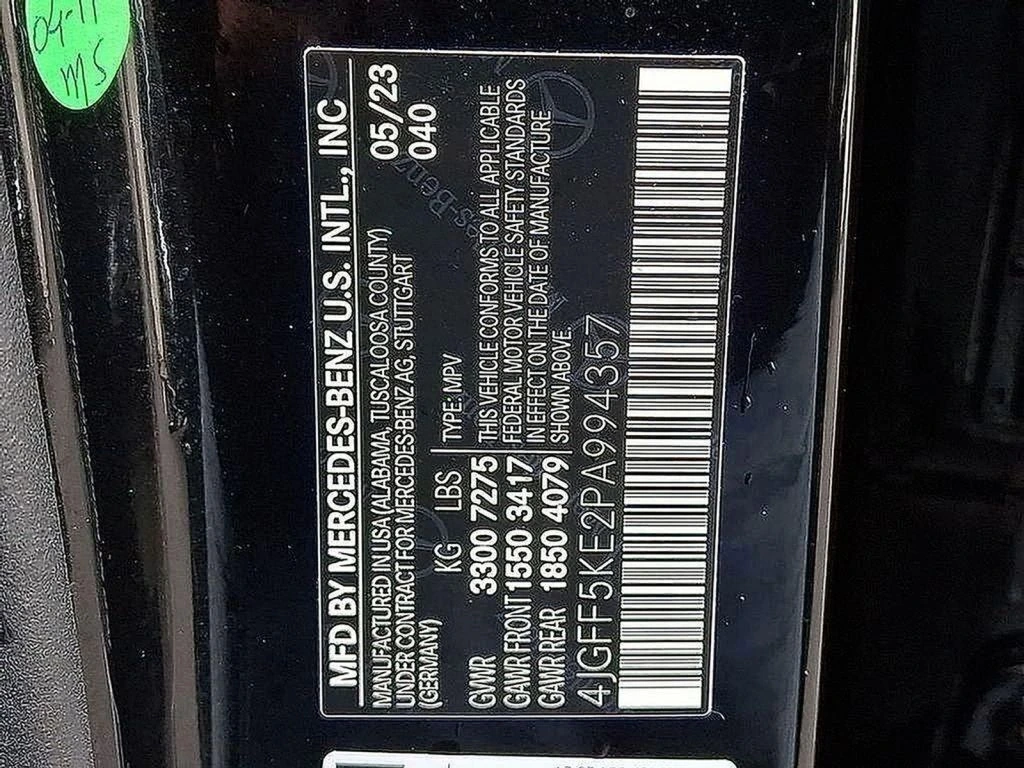 MFD BY MERCEDES-BENZ U.S. INTL., INC
MANUFACTURED IN USA (ALABAMA, TUSCALOOSA COUNTY)
UNDER CONTRACT FOR MERCEDES-BENZ AG, STUTTGART
(GERMANY)
05/23
040
KG LBS
GVWR 3300 7275
GAWR FRONT 1550 3417
GAWR REAR 1850 4079
TYPE: MPV
THIS VEHICLE CONFORMS TO ALL APPLICABLE
FEDERAL MOTOR VEHICLE SAFETY STANDARDS
IN EFFECT ON THE DATE OF MANUFACTURE
SHOWN ABOVE.
4JGFF5KE2PA994357
MS